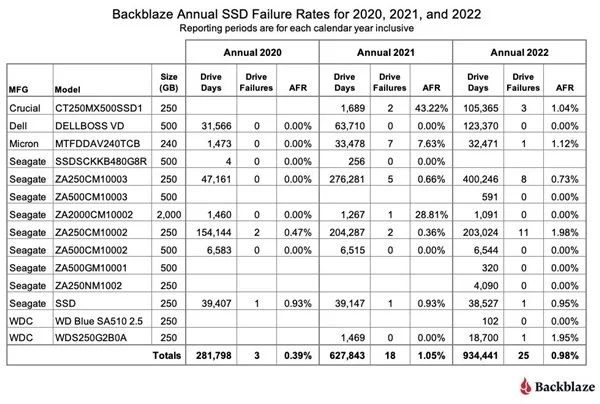 Backblaze Annual SSD Failure Rates for 2020, 2021, and 2022
Reporting periods are for each calendar year inclusive
Annual 2020 Annual 2021 Annual 2022
MFG Model Size (GB) Drive Days Drive Failures AFR Drive Days Drive Failures AFR Drive Days Drive Failures AFR
Crucial CT250MX500SSD1 250 1,689 2 43.22% 105,365 3 1.04%
Dell DELLBOSS VD 500 31,566 0 0.00% 63,710 0 0.00% 123,370 0 0.00%
Micron MTFDDAV240TCB 240 1,473 0 0.00% 33,478 7 7.63% 32,471 1 1.12%
Seagate SSDSCKKB480G8R 500 4 0 0.00% 256 0 0.00%
Seagate ZA250CM10003 250 47,161 0 0.00% 276,281 5 0.66% 400,246 8 0.73%
Seagate ZA500CM10003 500 591 0 0.00%
Seagate ZA2000CM10002 2,000 1,460 0 0.00% 1,267 1 28.81% 1,091 0 0.00%
Seagate ZA250CM10002 250 154,144 2 0.47% 204,287 2 0.36% 203,024 11 1.98%
Seagate ZA500CM10002 500 6,583 0 0.00% 6,515 0 0.00% 6,544 0 0.00%
Seagate ZA500GM10001 500 320 0 0.00%
Seagate ZA250NM1002 250 4,090 0 0.00%
Seagate SSD 250 39,407 1 0.93% 39,147 1 0.93% 38,527 1 0.95%
WDC WD Blue SA510 2.5 250 102 0 0.00%
WDC WDS250G2B0A 250 1,469 0 0.00% 18,700 1 1.95%
Totals 281,798 3 0.39% 627,843 18 1.05% 934,441 25 0.98%
Backblaze